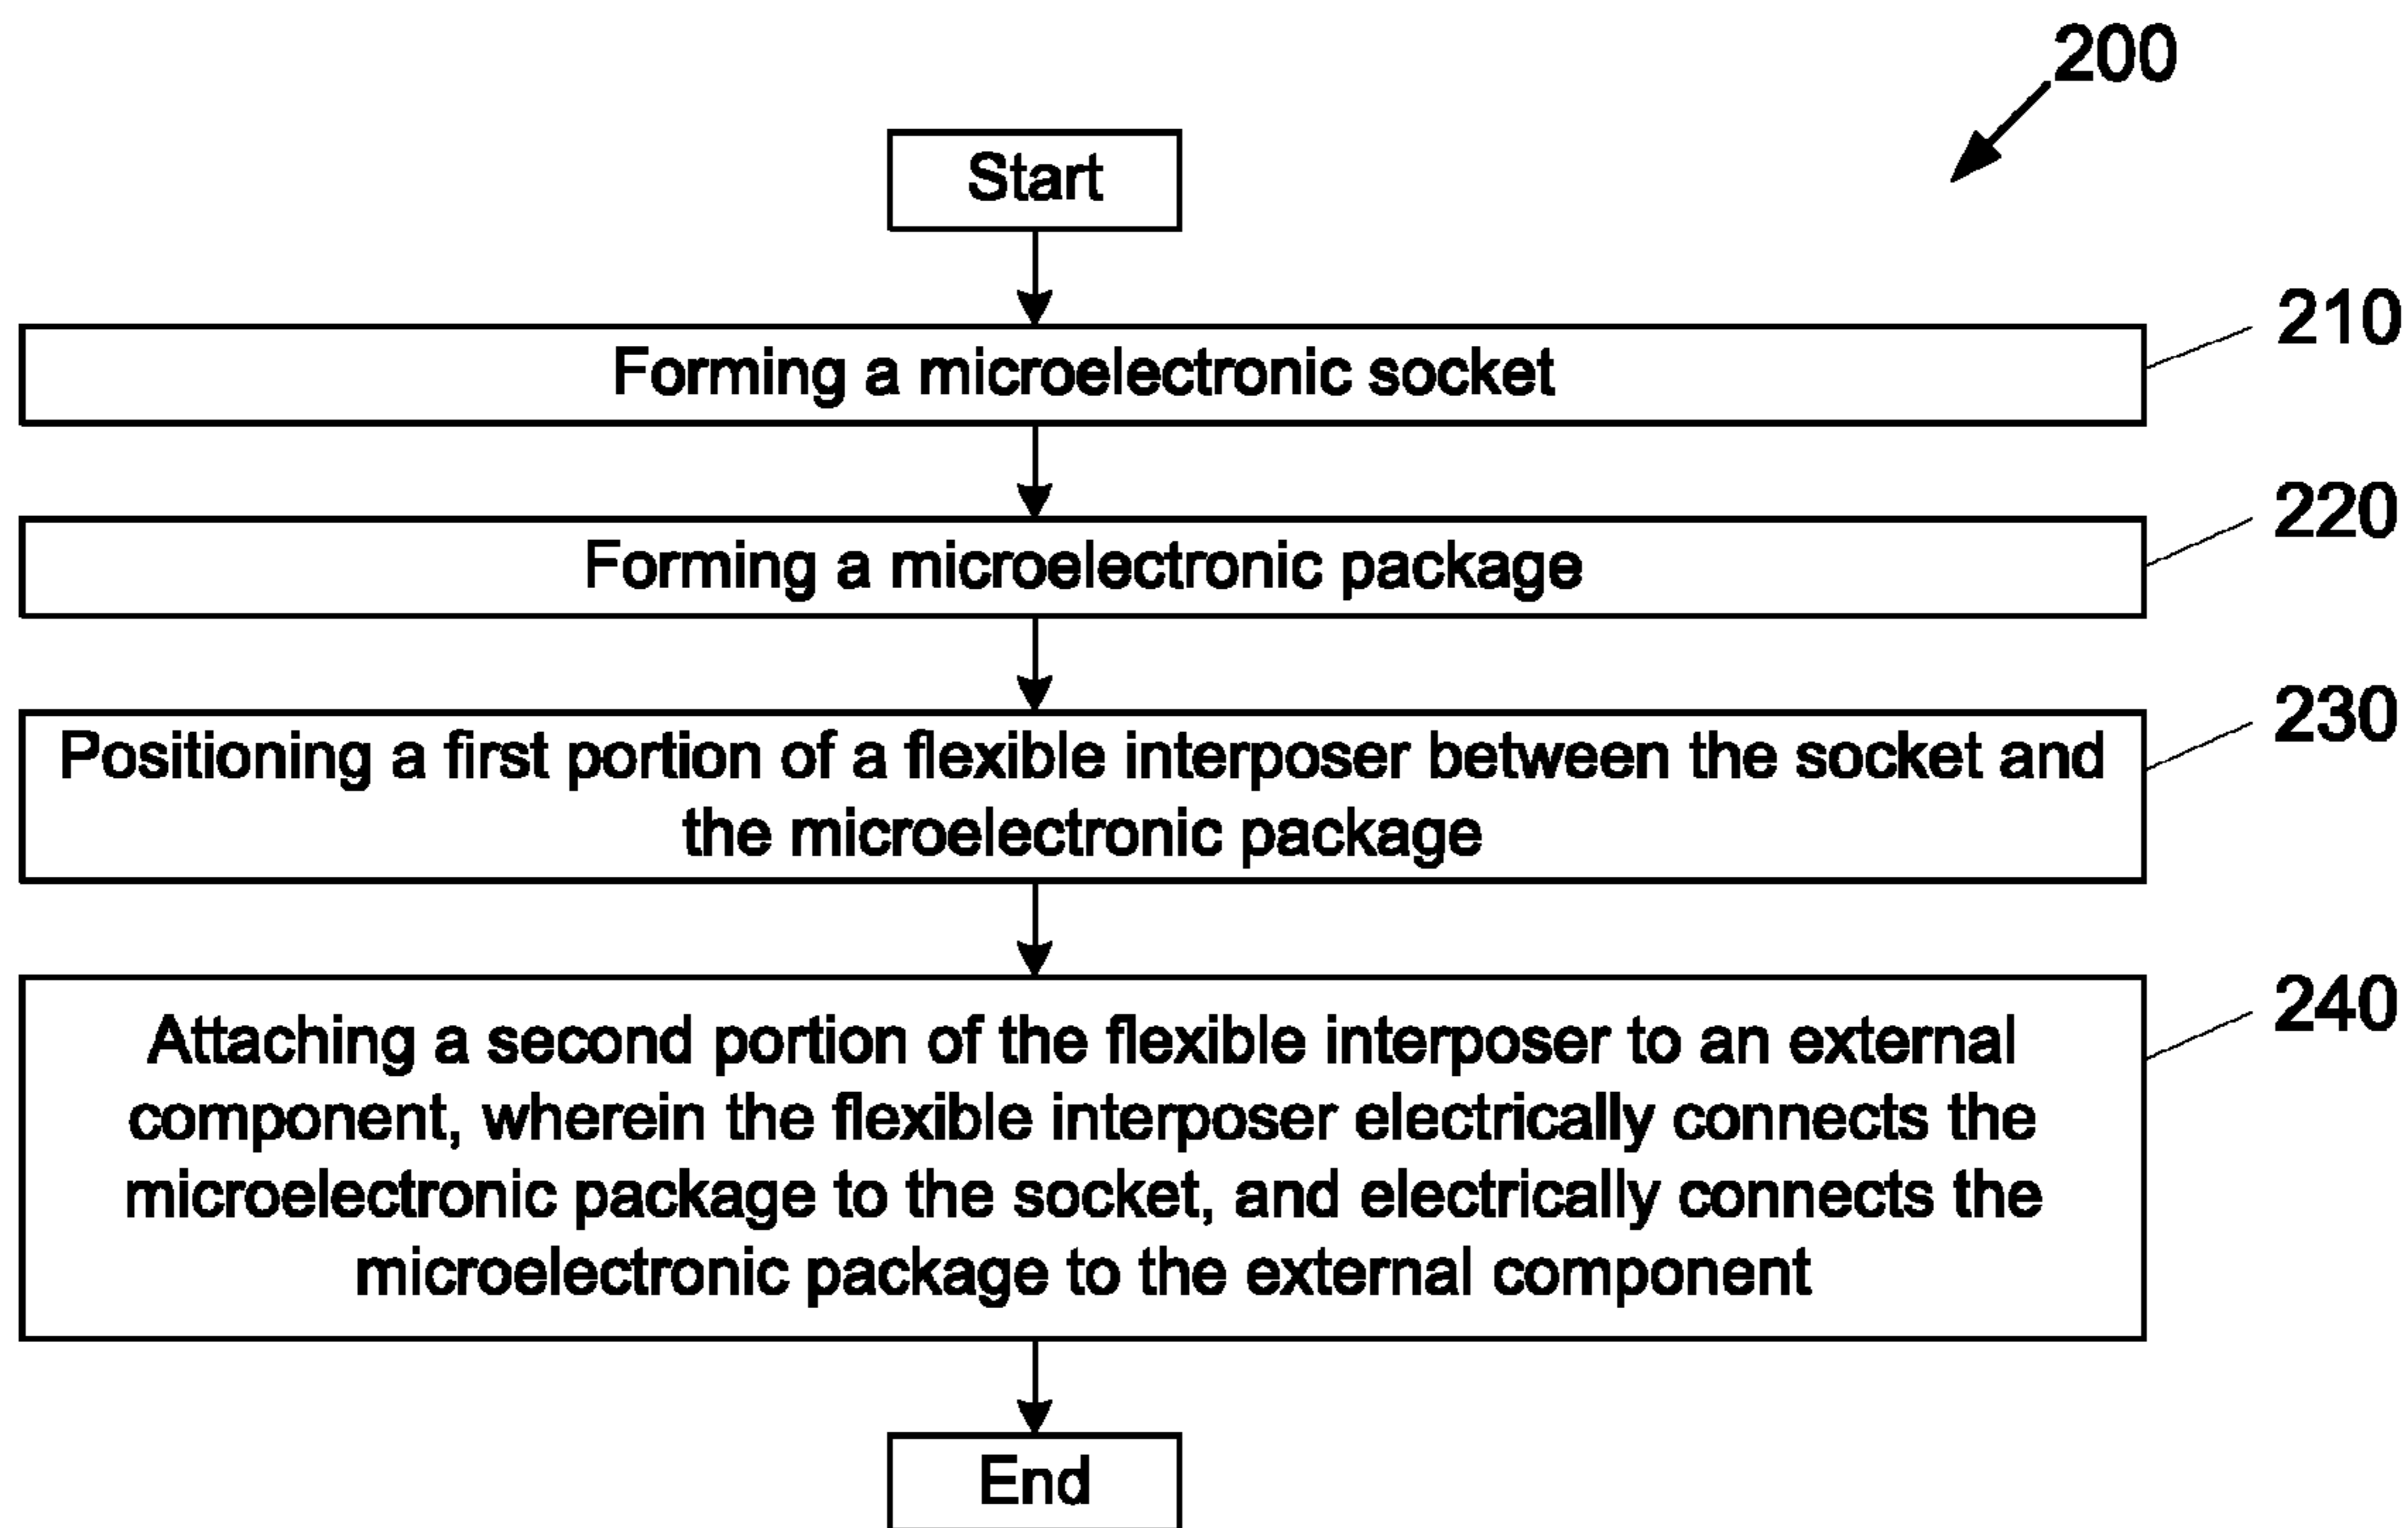 200
Start
Forming a microelectronic socket
210
Forming a microelectronic package
220
Positioning a first portion of a flexible interposer between the socket and
the microelectronic package
230
Attaching a second portion of the flexible interposer to an external
component, wherein the flexible interposer electrically connects the
microelectronic package to the socket, and electrically connects the
microelectronic package to the external component
240
End